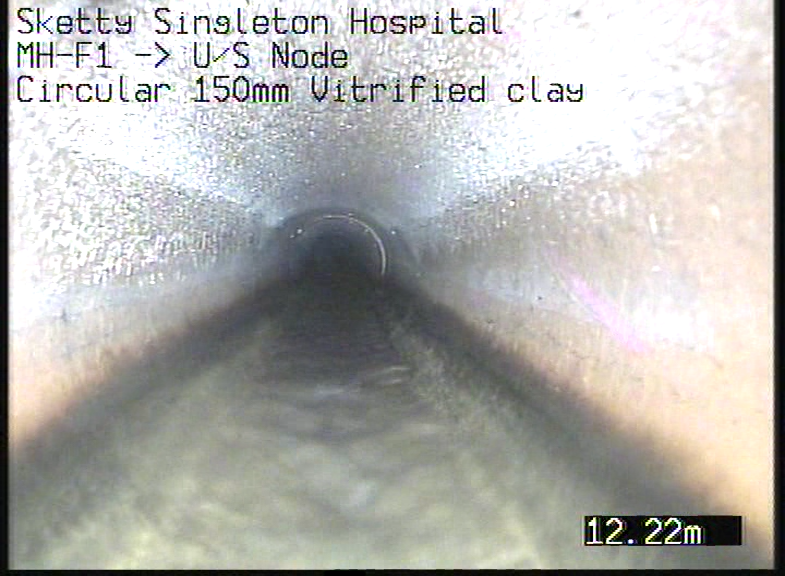 Sketty Singleton Hospital
MH-F1 -> U/S Node
Circular 150mm Vitrified clay
12.22m